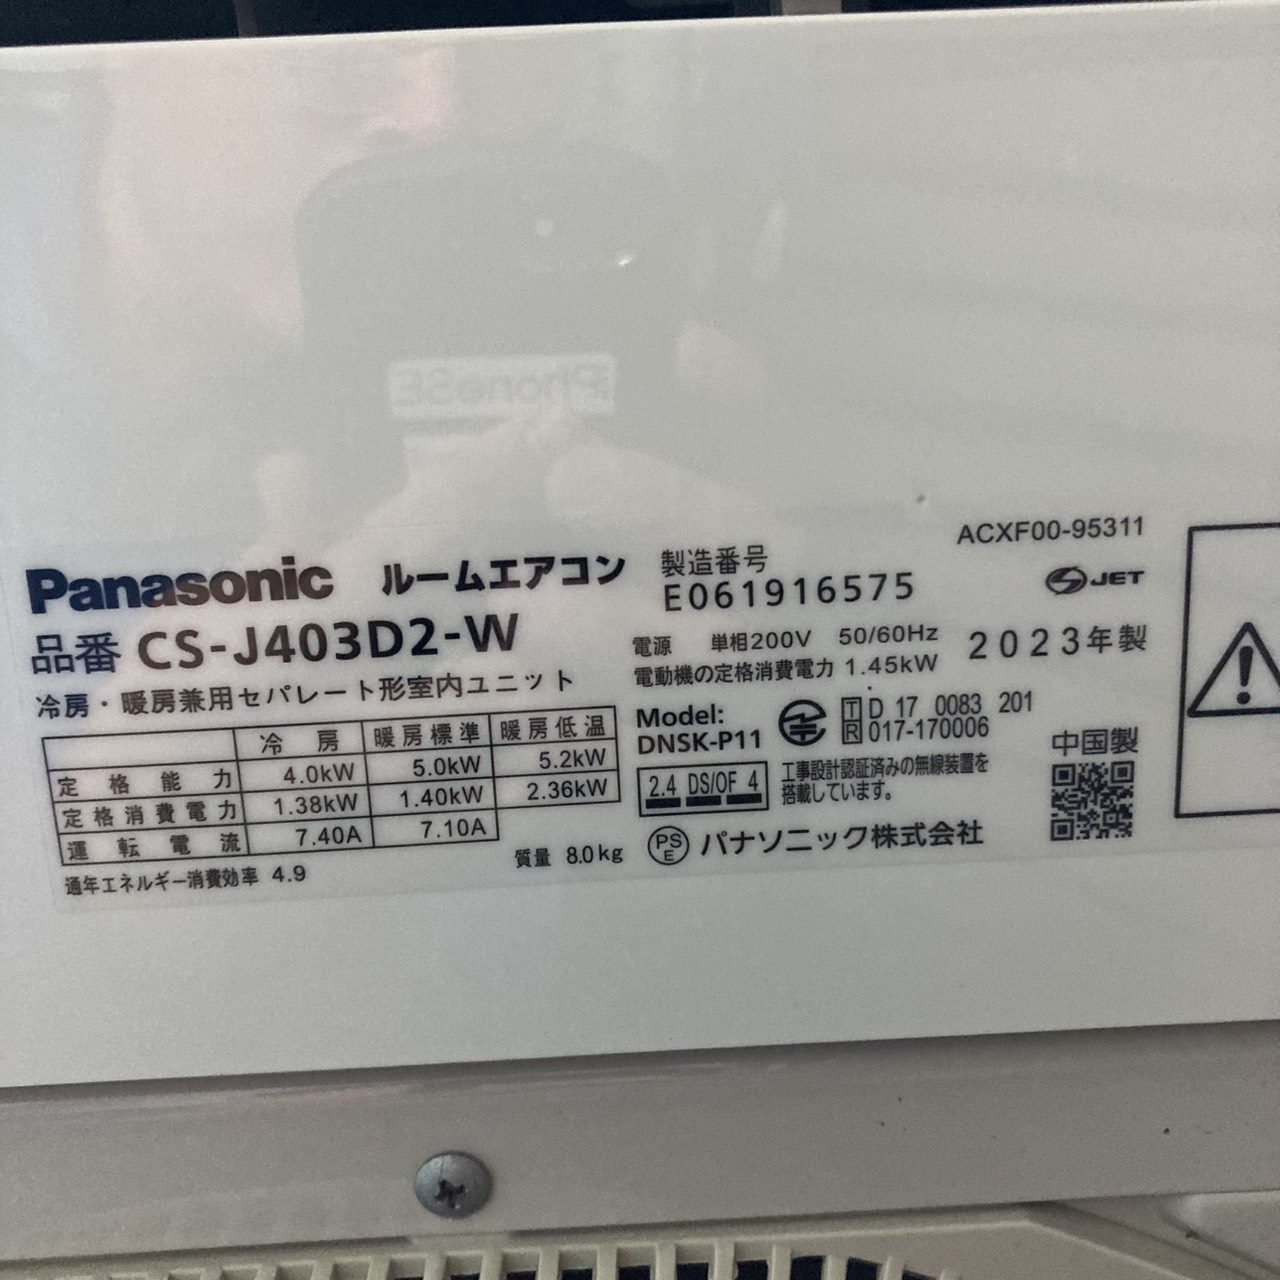 iPhoneSE
ACXF00-95311
Panasonic ルームエアコン
品番 CS-J403D2-W
冷房・暖房兼用セパレート形室内ユニット
冷房 暖房標準 暖房低温
定格能力 4.0kW 5.0kW 5.2kW
定格消費電力 1.38kW 1.40kW 2.36kW
運転電流 7.40A 7.10A
通年エネルギー消費効率 4.9
質量 8.0kg
製造番号
E061916575
JET
電源 単相200V 50/60Hz
2023年製
電動機の定格消費電力 1.45kW
Model:
DNSK-P11
T D 17 0083 201
R 017-170006
2.4 DS/OF 4
工事設計認証済みの無線装置を
搭載しています。
PS
E
パナソニック株式会社
中国製